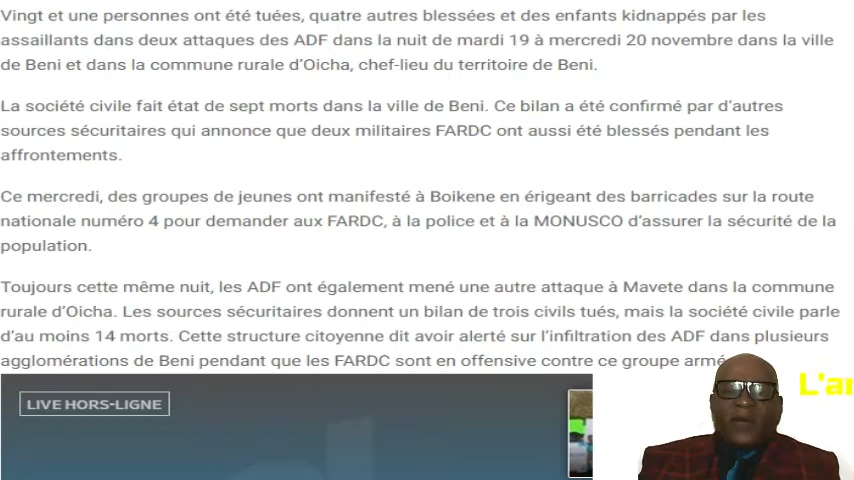 Vingt et une personnes ont été tuées, quatre autres blessées et des enfants kidnappés par les
assaillants dans deux attaques des ADF dans la nuit de mardi 19 à mercredi 20 novembre dans la ville
de Beni et dans la commune rurale d'Oicha, chef-lieu du territoire de Beni.
La société civile fait état de sept morts dans la ville de Beni. Ce bilan a été confirmé par d'autres
sources sécuritaires qui annonce que deux militaires FARDC ont aussi été blessés pendant les
affrontements.
Ce mercredi, des groupes de jeunes ont manifesté à Boikene en érigeant des barricades sur la route
nationale numéro 4 pour demander aux FARDC, à la police et à la MONUSCO d'assurer la sécurité de la
population.
Toujours cette même nuit, les ADF ont également mené une autre attaque à Mavete dans la commune
rurale d'Oicha. Les sources sécuritaires donnent un bilan de trois civils tués, mais la société civile parle
d'au moins 14 morts. Cette structure citoyenne dit avoir alerté sur l'infiltration des ADF dans plusieurs
agglomérations de Beni pendant que les FARDC sont en offensive contre ce groupe armé
LIVE HORS-LIGNE